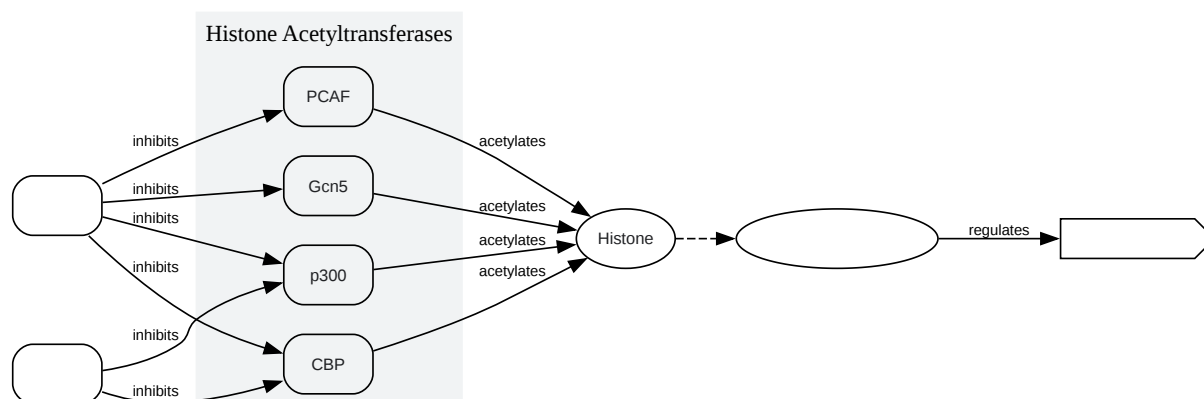 Histone Acetyltransferases
PCAF
inhibits
acetylates
inhibits
Gcn5
acetylates
inhibits
regulates
acetylates
Histone
inhibits
p300
acetylates
inhibits
CBP
inhibits